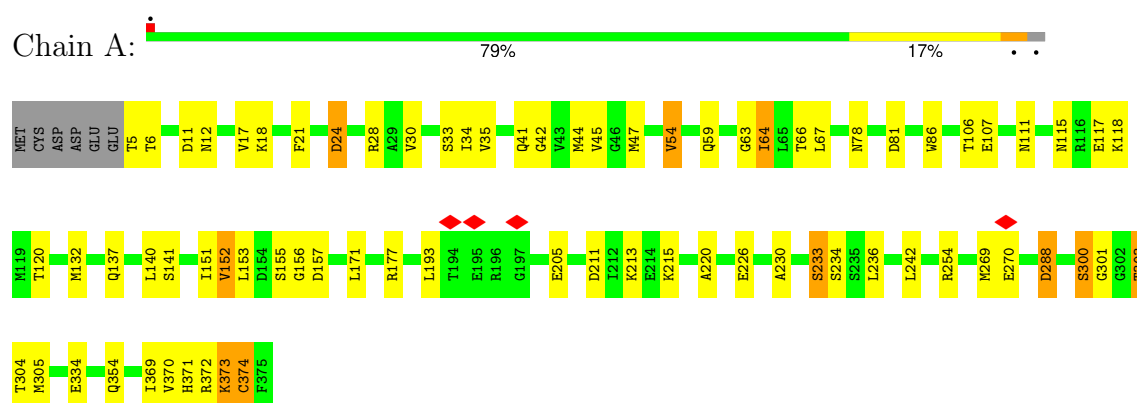 Chain A:
79% 17% • •
MET CYS ASP ASP GLU GLU T5 T6 D11 N12 V17 K18 F21 D24 R28 A29 V30 S33 I34 V35 Q41 G42 V43 M44 V45 G46 M47 V54 Q59 G63 I64 L65 T66 L67 N78 D81 W86 T106 E107 N111 N115 R116 E117 K118
M119 T120 M132 Q137 L140 S141 I151 V152 L153 D154 S155 G156 D157 L171 R177 L193 T194 E195 R196 G197 E205 D211 I212 K213 E214 K215 A220 E226 A230 S233 S234 S235 L236 L242 R254 M269 E270 D288 S300 G301 G302
T304 M305 E334 Q354 I369 V370 H371 R372 K373 C374 F375